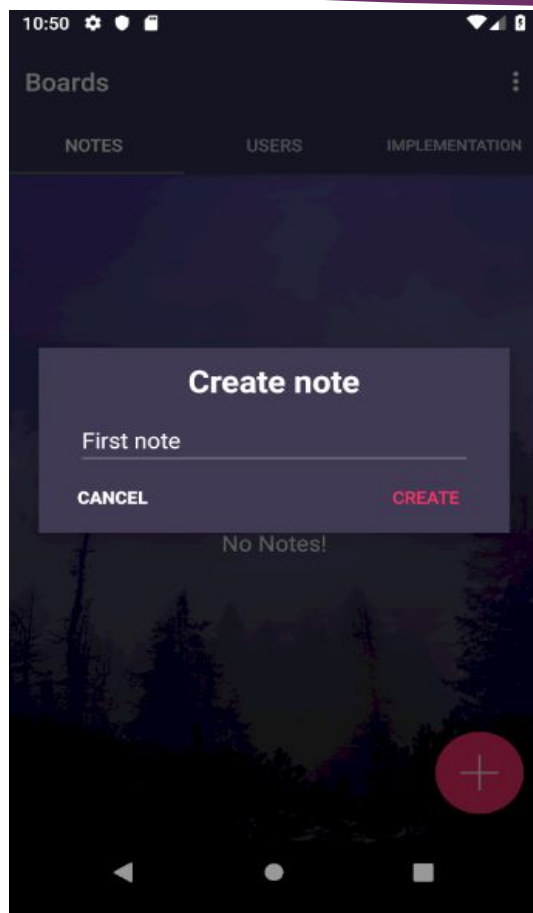 10:50
Boards
NOTES USERS IMPLEMENTATION
Create note
First note
CANCEL CREATE
No Notes!